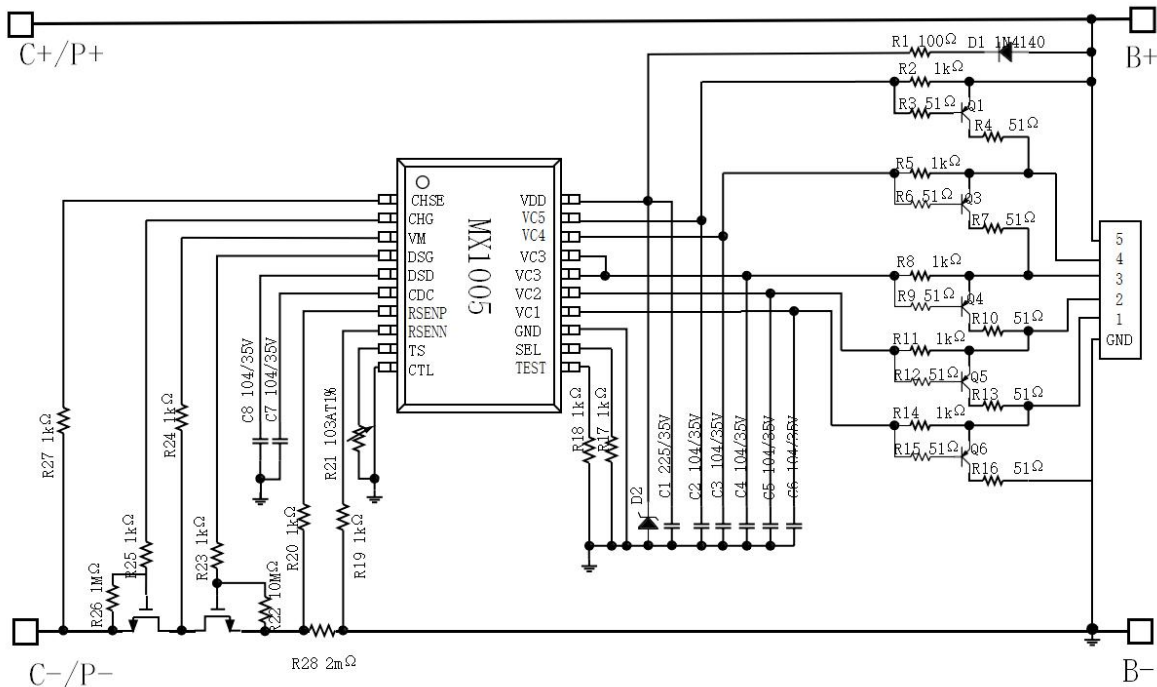 C+/P+
B+
R1 100Ω
D1 1N4140
R2 1kΩ
R3 51Ω
Q1
R4 51Ω
R5 1kΩ
R6 51Ω
Q3
R7 51Ω
R8 1kΩ
R9 51Ω
Q4
R10 51Ω
R11 1kΩ
R12 51Ω
Q5
R13 51Ω
R14 1kΩ
R15 51Ω
Q6
R16 51Ω
5
4
3
2
1
GND
MX1005
CHSE
CHG
VM
DSG
DSD
CDC
RSENP
RSENN
TS
CTL
VDD
VC5
VC4
VC3
VC3
VC2
VC1
GND
SEL
TEST
R27 1kΩ
R24 1kΩ
C8 104/35V
C7 104/35V
R21 103AT1%
R18 1kΩ
R17 1kΩ
D2
C1 225/35V
C2 104/35V
C3 104/35V
C4 104/35V
C5 104/35V
C6 104/35V
R26 1MΩ
R25 1kΩ
R23 1kΩ
R22 10MΩ
R20 1kΩ
R19 1kΩ
R28 2mΩ
C-/P-
B-